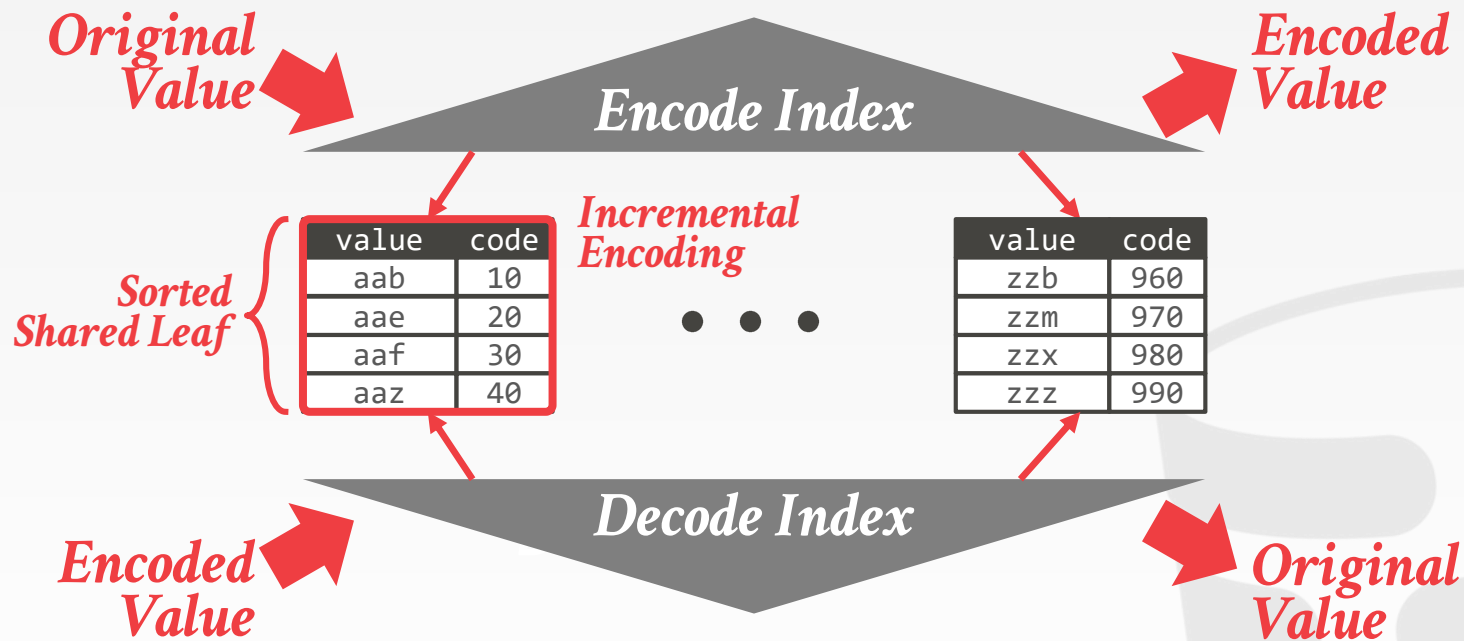 Original
Value
Encode Index
Encoded
Value
Incremental
Encoding
Sorted
Shared Leaf
value code
aab 10
aae 20
aaf 30
aaz 40
value code
zzb 960
zzm 970
zzx 980
zzz 990
Encoded
Value
Decode Index
Original
Value